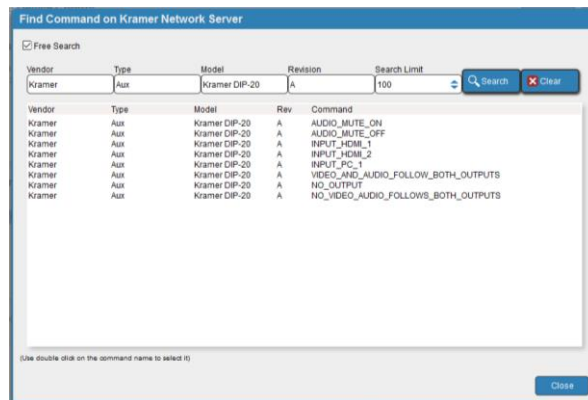 Find Command on Kramer Network Server
Free Search
Vendor Type Model Revision Search Limit
Kramer Aux Kramer DIP-20 A 100 Search Clear
Vendor Type Model Rev Command
Kramer Aux Kramer DIP-20 A AUDIO_MUTE_ON
Kramer Aux Kramer DIP-20 A AUDIO_MUTE_OFF
Kramer Aux Kramer DIP-20 A INPUT_HDMI_1
Kramer Aux Kramer DIP-20 A INPUT_HDMI_2
Kramer Aux Kramer DIP-20 A INPUT_PC_1
Kramer Aux Kramer DIP-20 A VIDEO_AND_AUDIO_FOLLOW_BOTH_OUTPUTS
Kramer Aux Kramer DIP-20 A NO_OUTPUT
Kramer Aux Kramer DIP-20 A NO_VIDEO_AUDIO_FOLLOWS_BOTH_OUTPUTS
(Use double click on the command name to select it)
Close